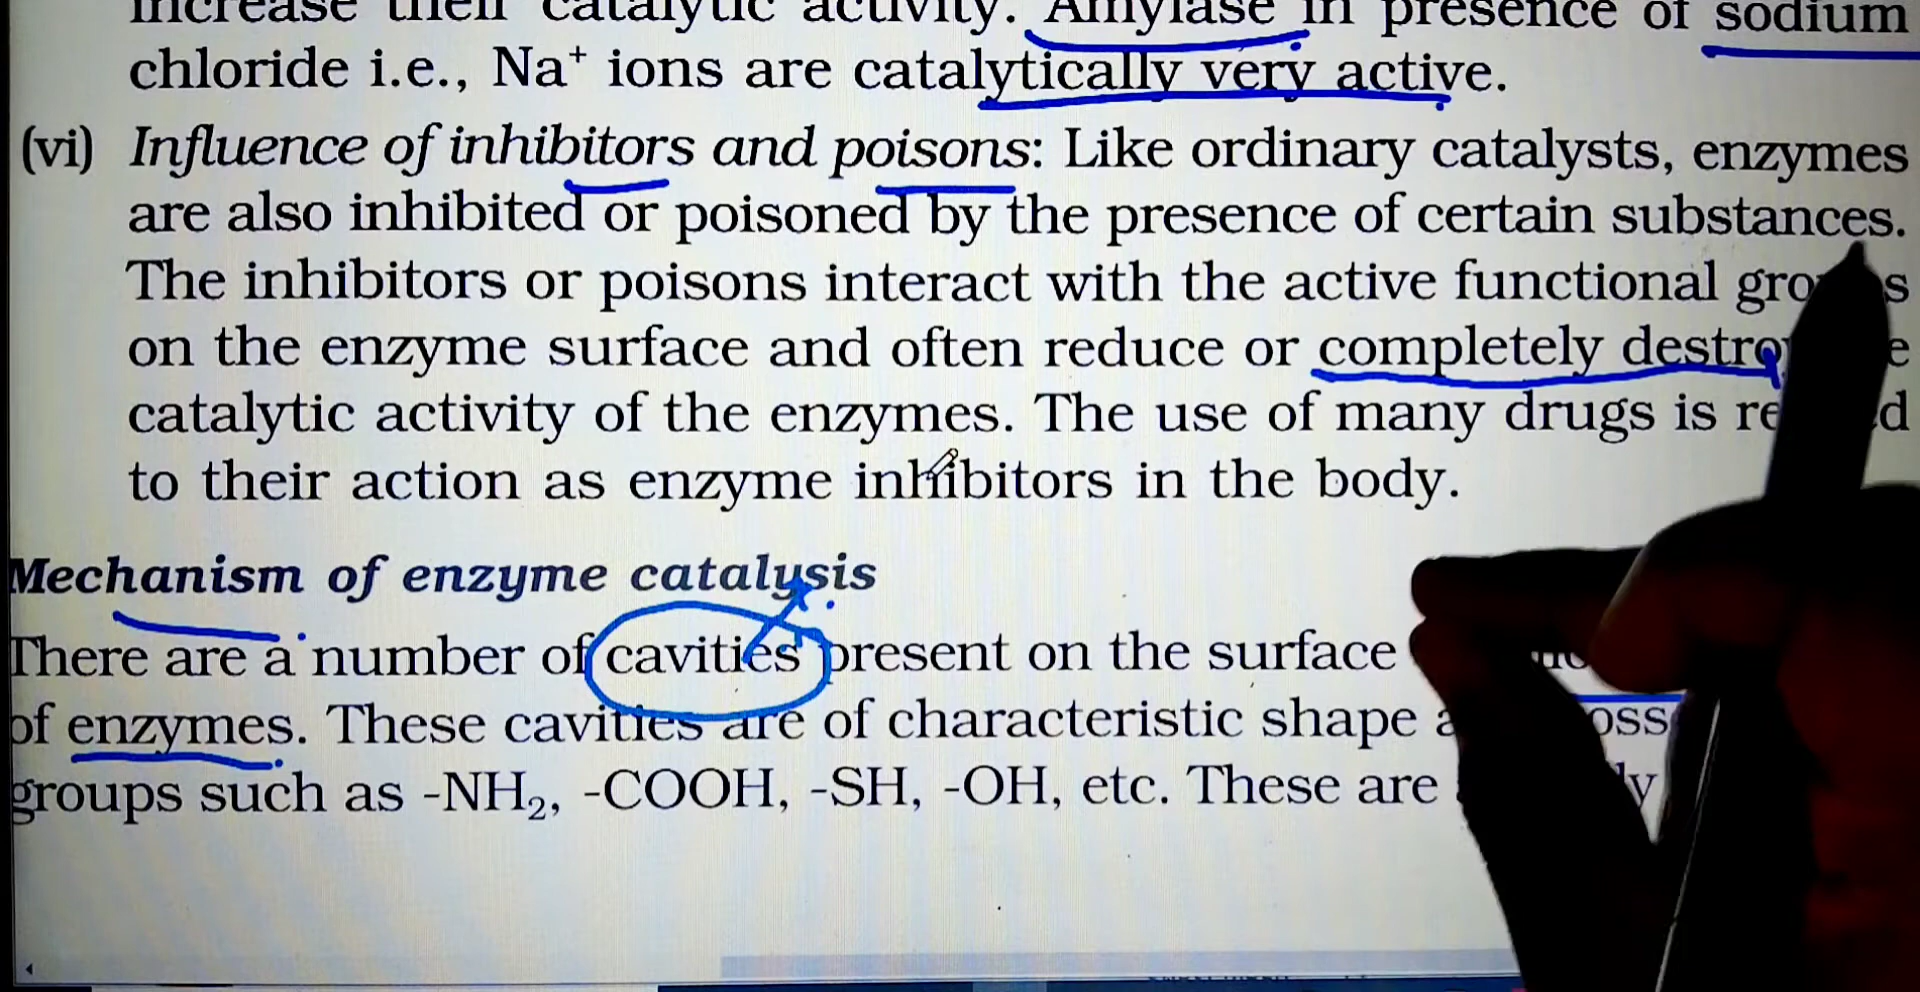 increase their catalytic activity. Amylase in presence of sodium
chloride i.e., Na⁺ ions are catalytically very active.
(vi) Influence of inhibitors and poisons: Like ordinary catalysts, enzymes
are also inhibited or poisoned by the presence of certain substances.
The inhibitors or poisons interact with the active functional
on the enzyme surface and often reduce or completely
catalytic activity of the enzymes. The use of many drugs is
to their action as enzyme inhibitors in the body.
Mechanism of enzyme catalysis
There are a number of cavities present on the surface
of enzymes. These cavities are of characteristic shape
groups such as -NH₂, -COOH, -SH, -OH, etc. These are